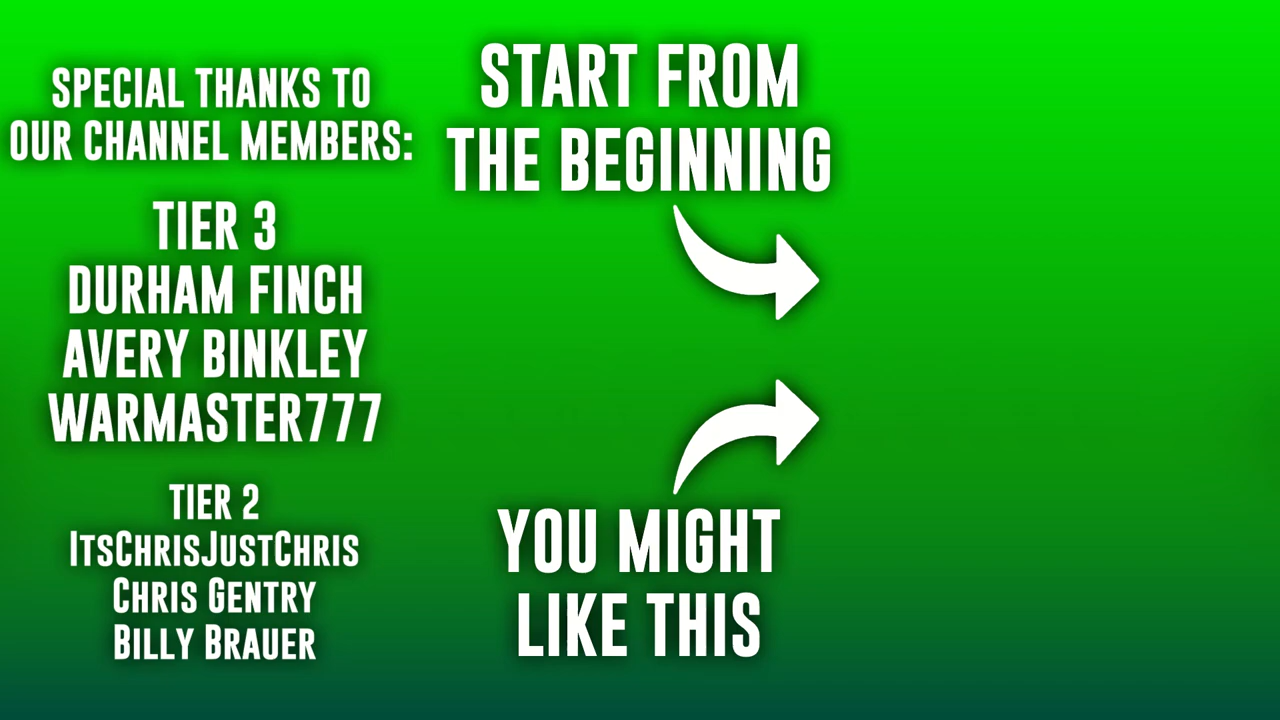 SPECIAL THANKS TO
OUR CHANNEL MEMBERS:
TIER 3
DURHAM FINCH
AVERY BINKLEY
WARMASTER777
TIER 2
ItsChrisJustChris
Chris Gentry
Billy Brauer
START FROM
THE BEGINNING
YOU MIGHT
LIKE THIS